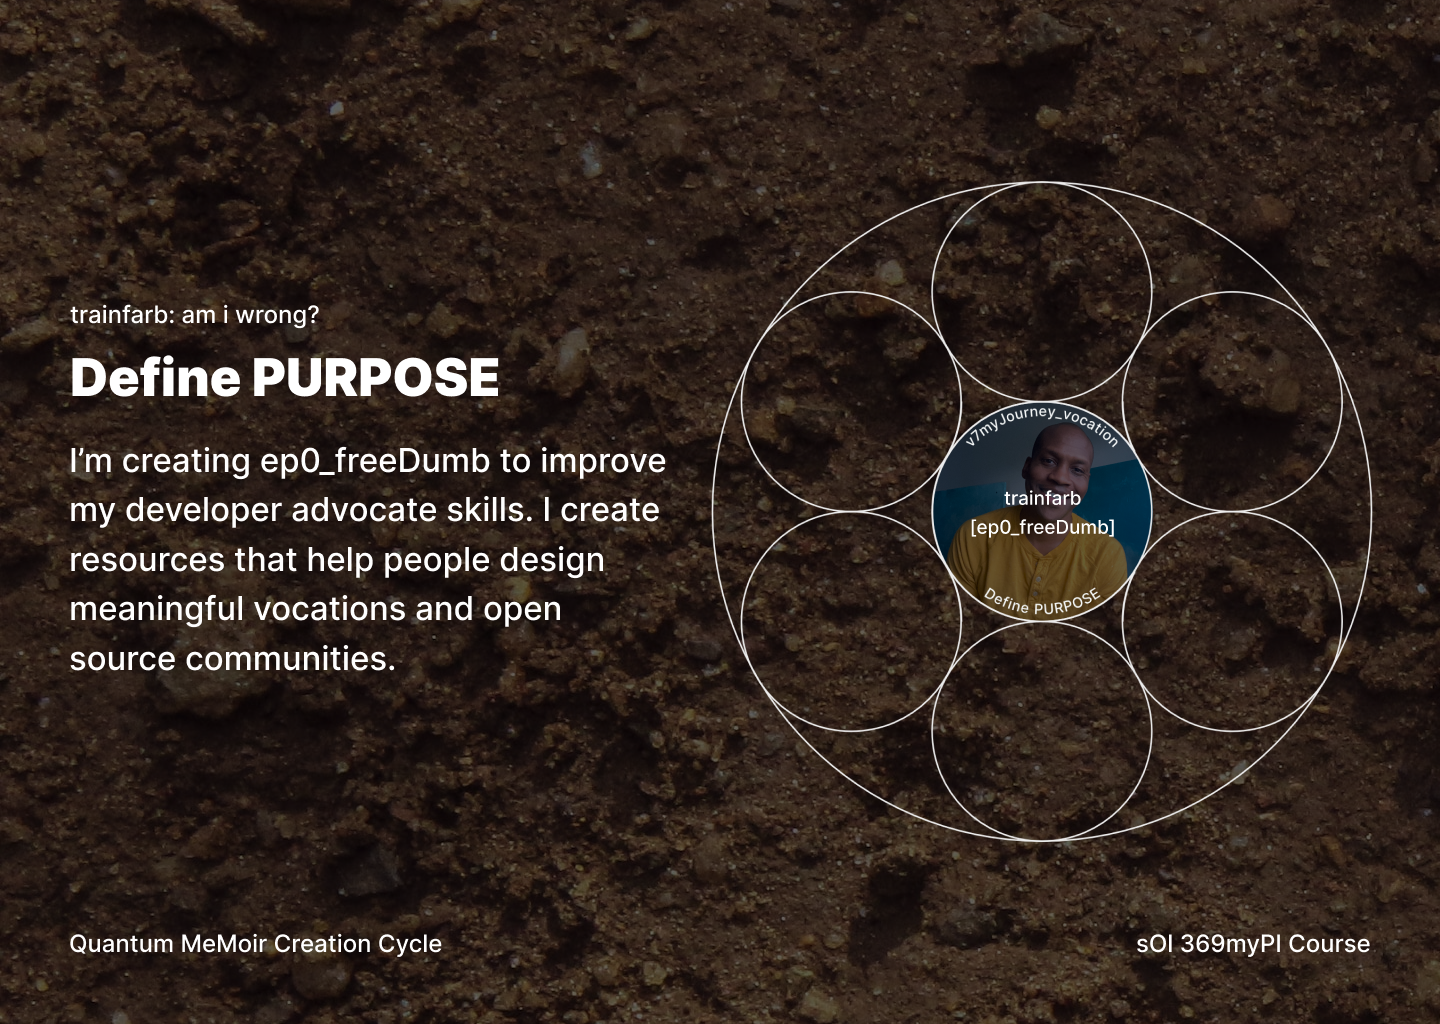 trainfarb: am i wrong?
Define PURPOSE
I’m creating ep0_freeDumb to improve
my developer advocate skills. I create
resources that help people design
meaningful vocations and open
source communities.
v7myJourney_vocation
trainfarb
[ep0_freeDumb]
Define PURPOSE
Quantum MeMoir Creation Cycle
sOI 369myPI Course